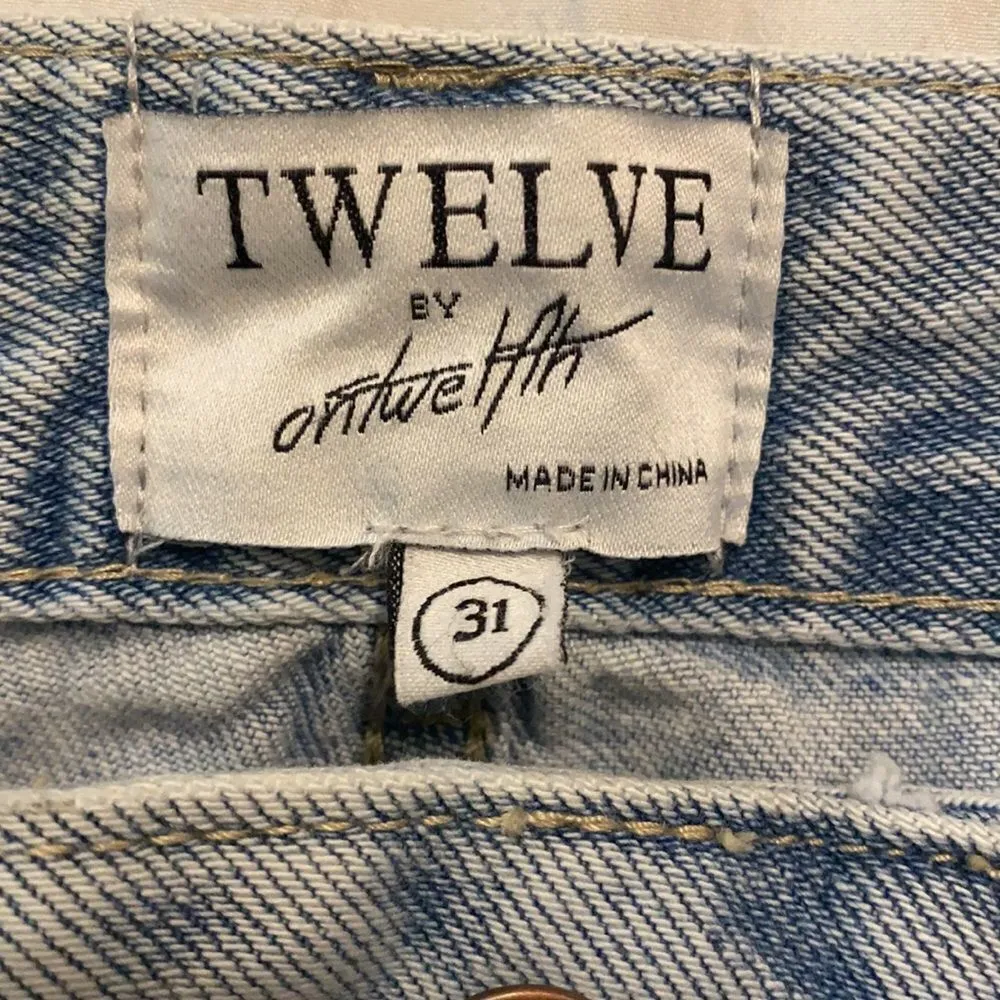 TWELVE
BY
ontwelfth
MADE IN CHINA
31